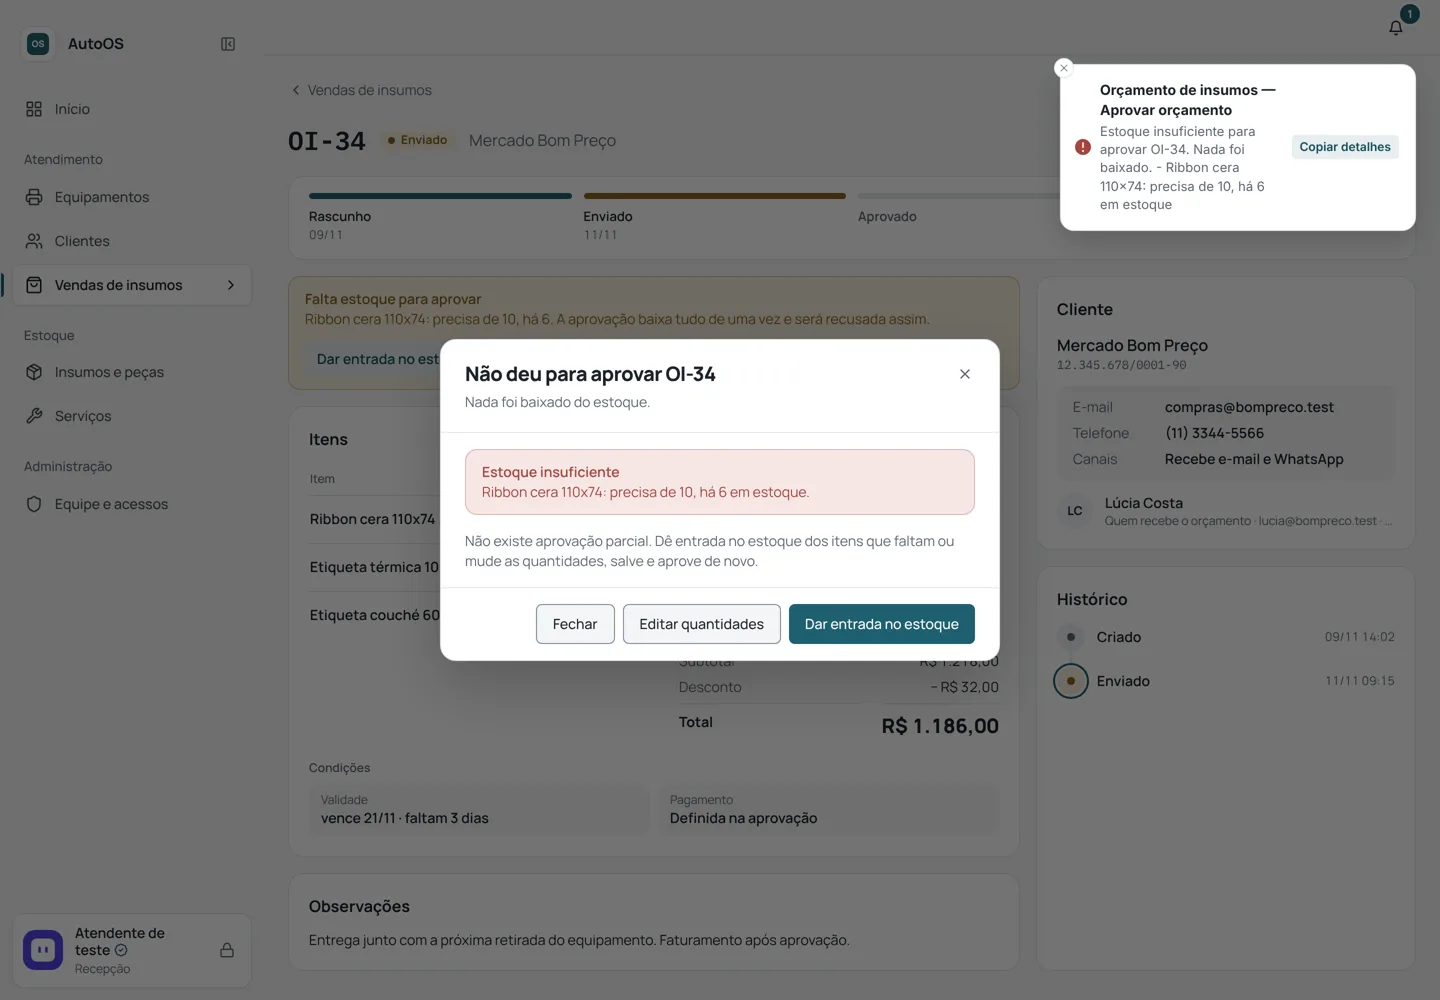 OS
AutoOS
1
Início
Atendimento
Equipamentos
Clientes
Vendas de insumos
Estoque
Insumos e peças
Serviços
Administração
Equipe e acessos
Atendente de
teste
Recepção
Vendas de insumos
OI-34
Enviado
Mercado Bom Preço
Rascunho
09/11
Enviado
11/11
Aprovado
Orçamento de insumos —
Aprovar orçamento
Estoque insuficiente para
aprovar OI-34. Nada foi
baixado. - Ribbon cera
110x74: precisa de 10, há 6
em estoque
Copiar detalhes
Falta estoque para aprovar
Ribbon cera 110x74: precisa de 10, há 6. A aprovação baixa tudo de uma vez e será recusada assim.
Dar entrada no est
Não deu para aprovar OI-34
Nada foi baixado do estoque.
Estoque insuficiente
Ribbon cera 110x74: precisa de 10, há 6 em estoque.
Não existe aprovação parcial. Dê entrada no estoque dos itens que faltam ou
mude as quantidades, salve e aprove de novo.
Fechar
Editar quantidades
Dar entrada no estoque
Itens
Item
Ribbon cera 110x74
Etiqueta térmica 10
Etiqueta couché 60
Subtotal
R$ 1.218,00
Desconto
− R$ 32,00
Total
R$ 1.186,00
Condições
Validade
vence 21/11 · faltam 3 dias
Pagamento
Definida na aprovação
Observações
Entrega junto com a próxima retirada do equipamento. Faturamento após aprovação.
Cliente
Mercado Bom Preço
12.345.678/0001-90
E-mail
compras@bompreco.test
Telefone
(11) 3344-5566
Canais
Recebe e-mail e WhatsApp
LC
Lúcia Costa
Quem recebe o orçamento · lucia@bompreco.test · ...
Histórico
Criado
09/11 14:02
Enviado
11/11 09:15